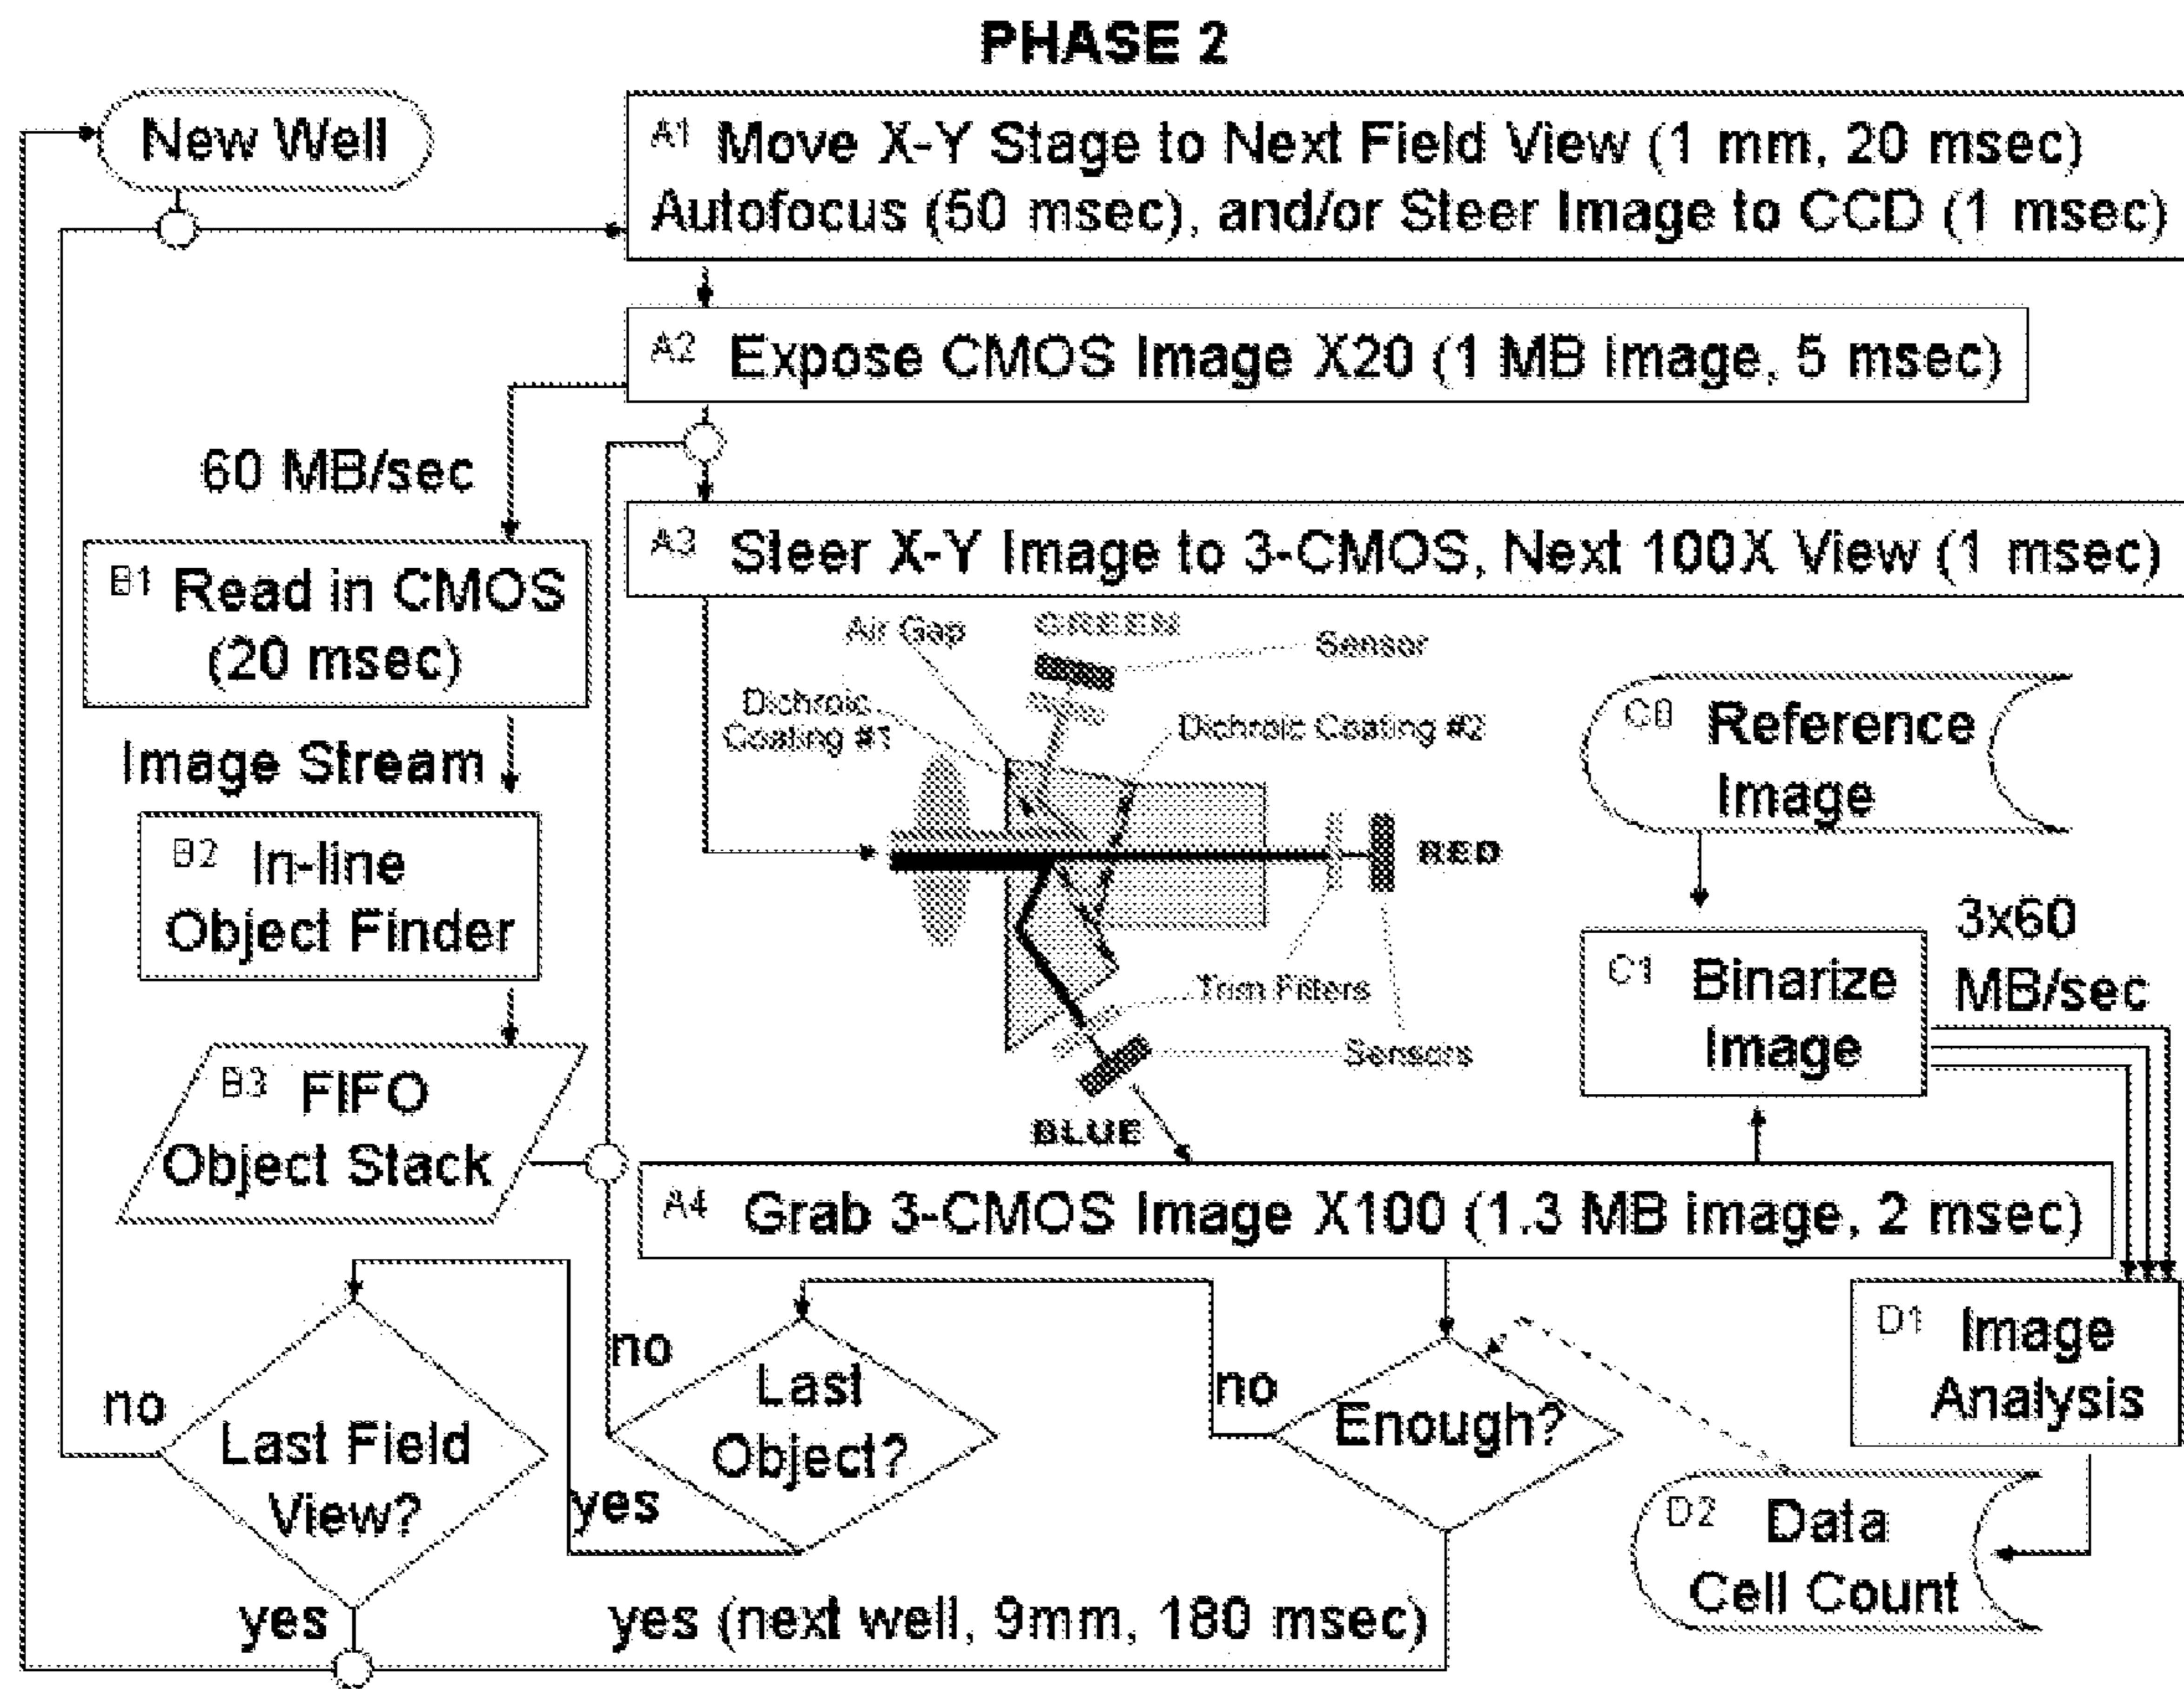 PHASE 2
New Well
A1 Move X-Y Stage to Next Field View (1 mm, 20 msec)
Autofocus (50 msec), and/or Steer Image to CCD (1 msec)
A2 Expose CMOS Image X20 (1 MB image, 5 msec)
60 MB/sec
A3 Steer X-Y Image to 3-CMOS, Next 100X View (1 msec)
B1 Read in CMOS
(20 msec)
Air Gap
GREEN
Sensor
Dichroic
Coating #1
Dichroic Coating #2
C0 Reference
Image
Image Stream
B2 In-line
Object Finder
RED
3x60
MB/sec
C1 Binarize
Image
Trim Filters
Sensors
B3 FIFO
Object Stack
BLUE
A4 Grab 3-CMOS Image X100 (1.3 MB image, 2 msec)
D1 Image
Analysis
no
Last Field
View?
no
Last
Object?
no
Enough?
yes
D2 Data
Cell Count
yes
yes (next well, 9mm, 180 msec)